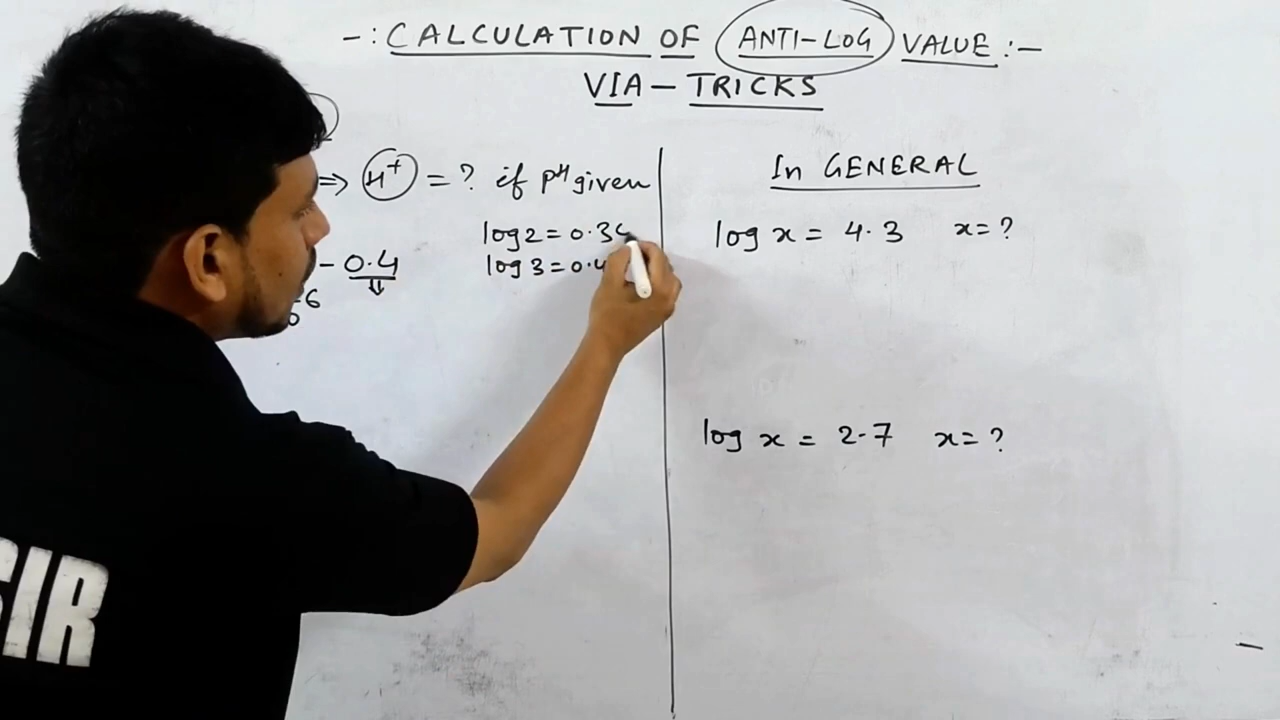 -: CALCULATION OF ANTI-LOG VALUE :-
VIA - TRICKS
⇒ H⁺ = ? if pᴴ given
log 2 = 0.3
log 3 = 0.4
- 0.4
-6
In GENERAL
log x = 4.3 x = ?
log x = 2.7 x = ?
SIR